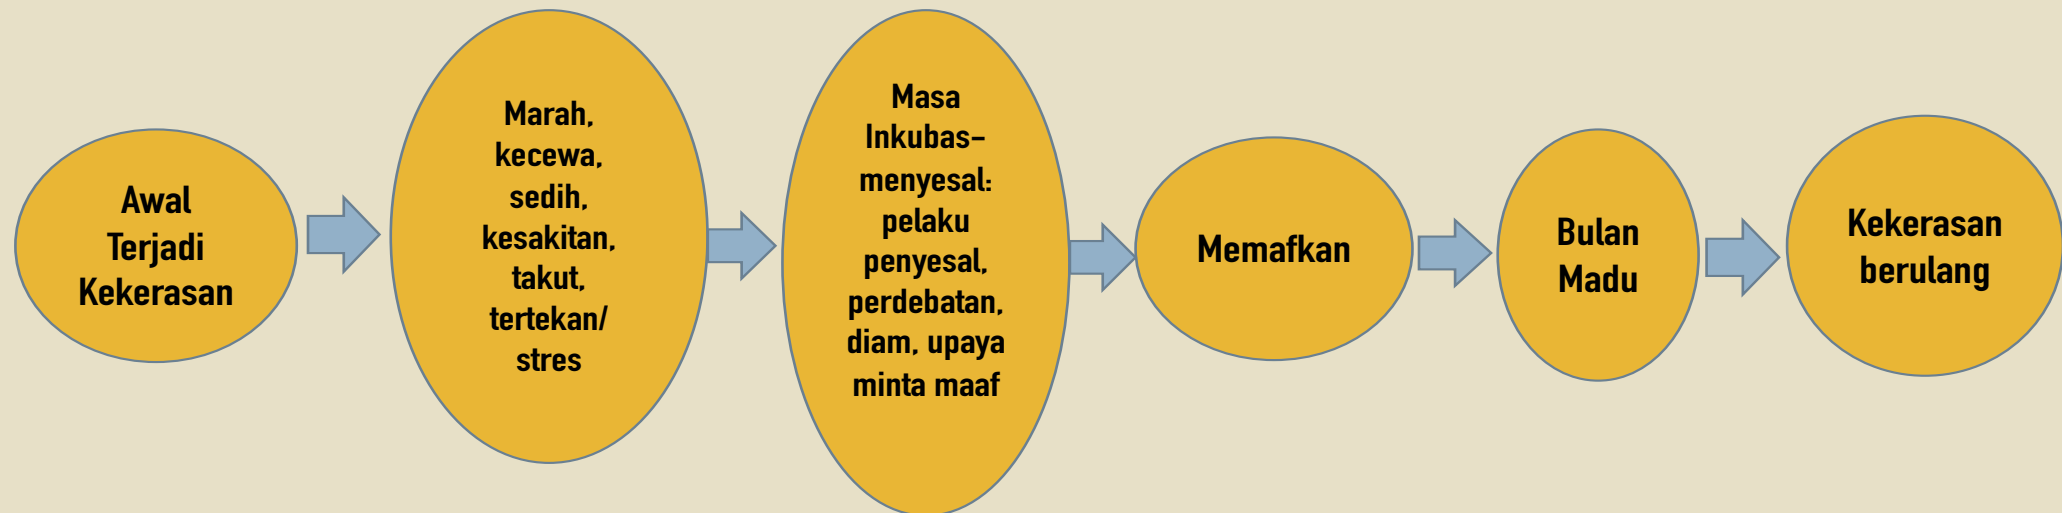 Awal
Terjadi
Kekerasan
Marah,
kecewa,
sedih,
kesakitan,
takut,
tertekan/
stres
Masa
Inkubas-
menyesal:
pelaku
penyesal,
perdebatan,
diam, upaya
minta maaf
Memafkan
Bulan
Madu
Kekerasan
berulang